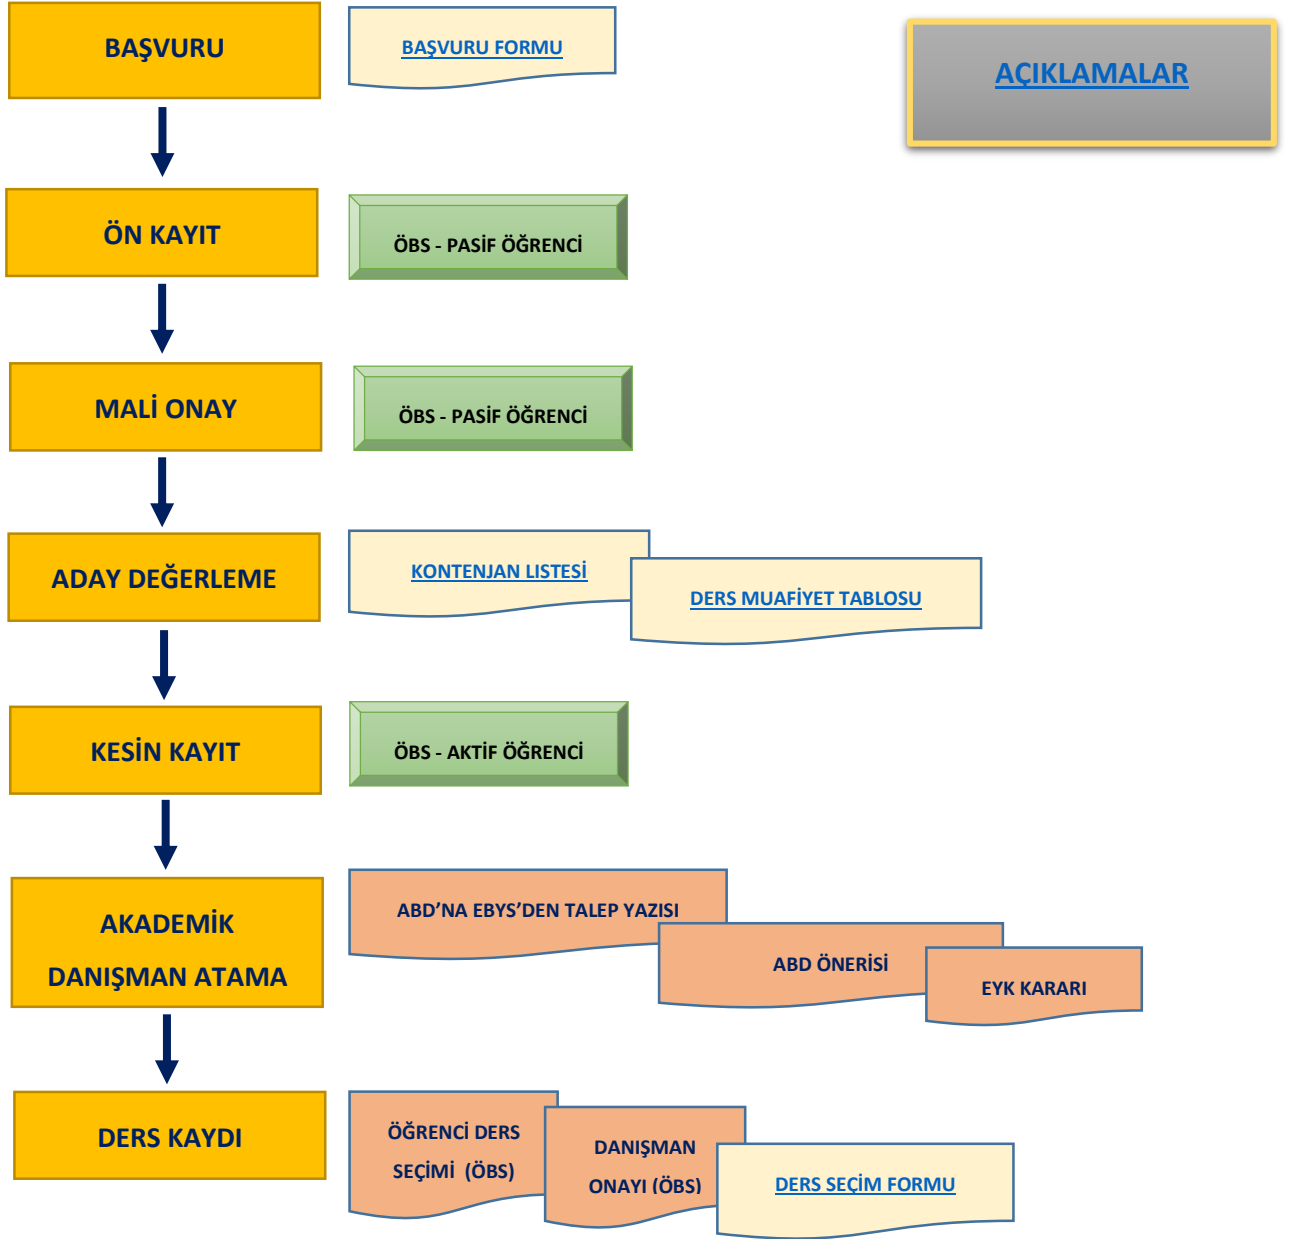 BAŞVURU
BAŞVURU FORMU
AÇIKLAMALAR
ÖN KAYIT
ÖBS - PASİF ÖĞRENCİ
MALİ ONAY
ÖBS - PASİF ÖĞRENCİ
ADAY DEĞERLEME
KONTENJAN LISTESİ
DERS MUAFİYET TABLOSU
KESİN KAYIT
ÖBS - AKTİF ÖĞRENCİ
AKADEMİK
DANIŞMAN ATAMA
ABD’NA EBYS’DEN TALEP YAZISI
ABD ÖNERİSİ
EYK KARARI
DERS KAYDI
ÖĞRENCİ DERS
SEÇİMİ  (ÖBS)
DANIŞMAN
ONAYI (ÖBS)
DERS SEÇİM FORMU